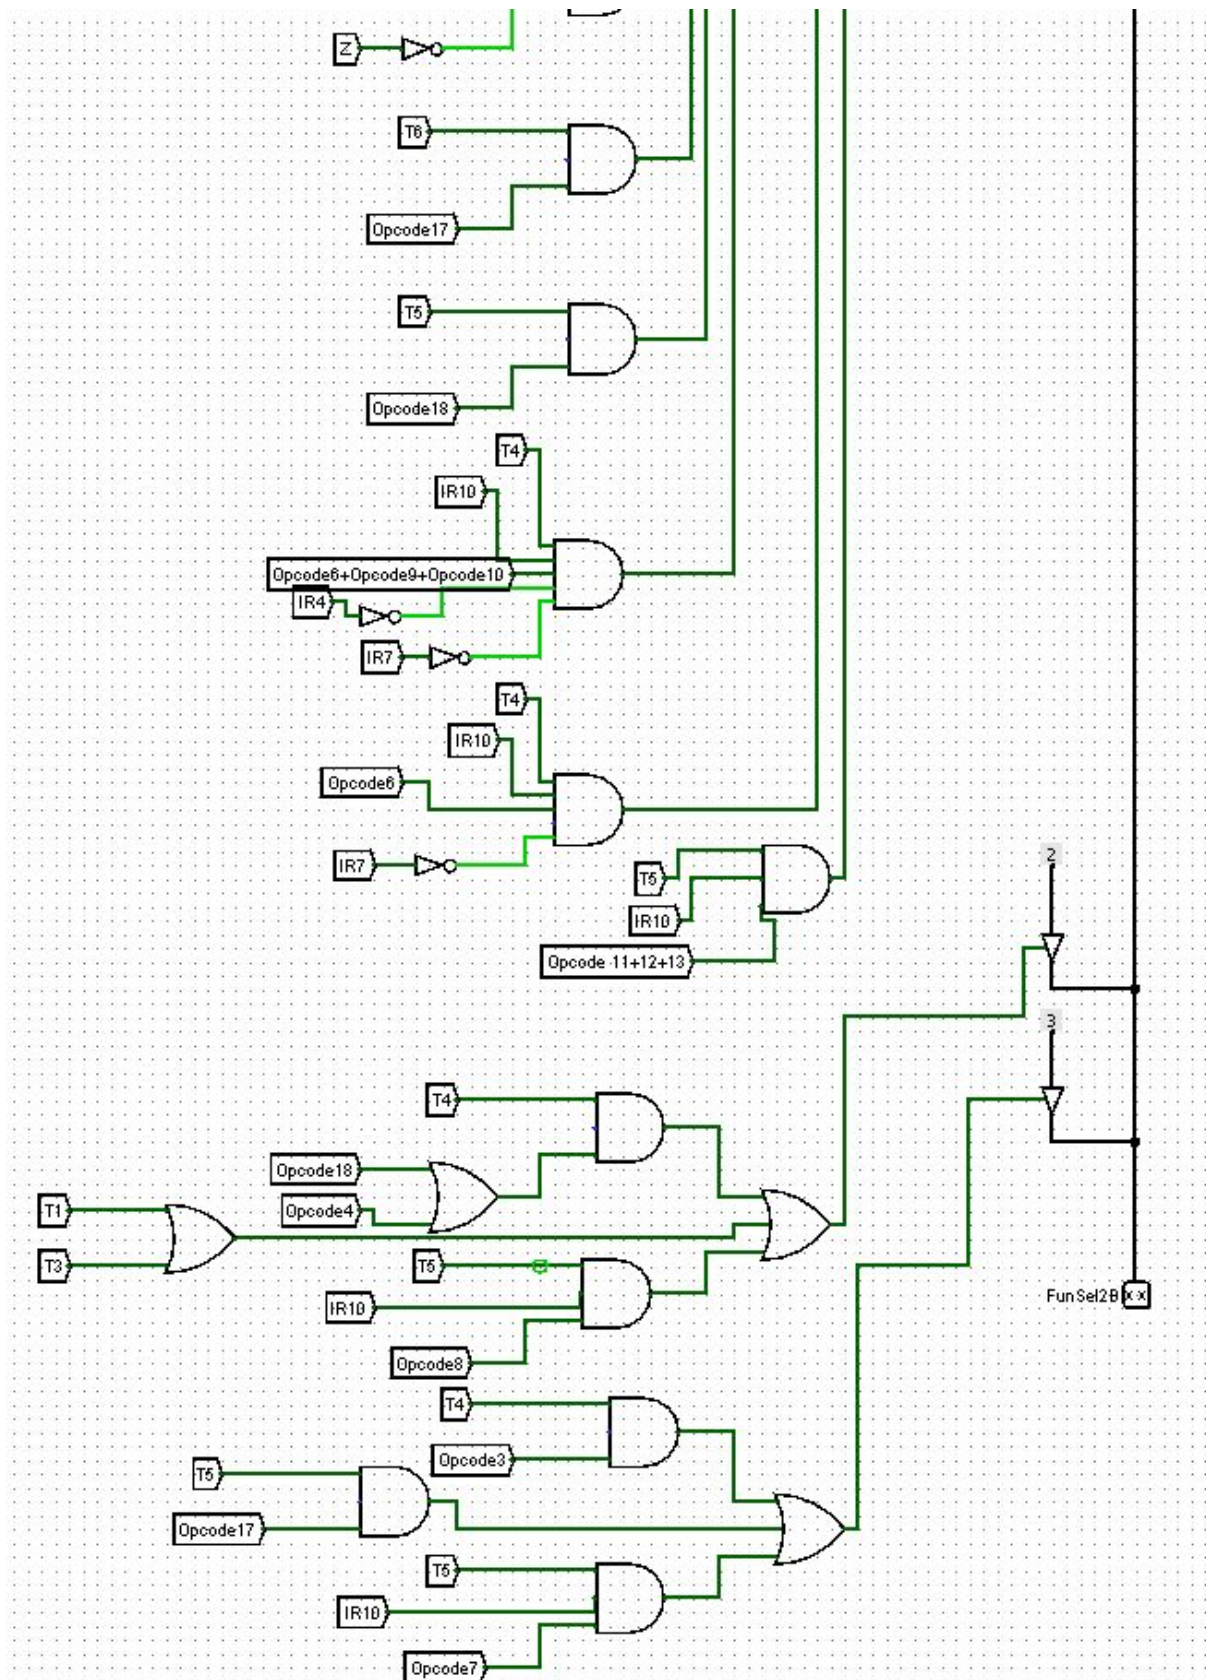 Z
T6
Opcode17
T5
Opcode18
T4
IR10
Opcode6+Opcode9+Opcode10
IR4
IR7
T4
IR10
Opcode6
IR7
T5
IR10
Opcode 11+12+13
2
3
T4
Opcode18
Opcode4
T1
T3
T5
IR10
Opcode8
FunSel2B
x x
T4
Opcode3
T5
Opcode17
T5
IR10
Opcode7